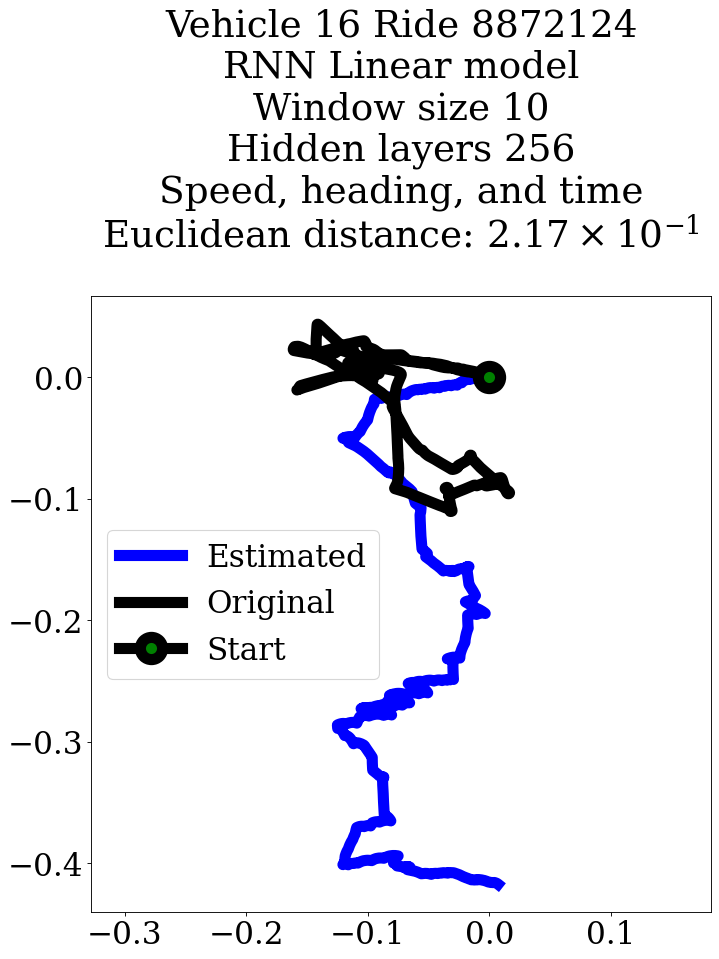 Vehicle 16 Ride 8872124
RNN Linear model
Window size 10
Hidden layers 256
Speed, heading, and time
Euclidean distance: 2.17 × 10⁻¹
0.0
−0.1
−0.2
−0.3
−0.4
Estimated
Original
Start
−0.3 −0.2 −0.1 0.0 0.1